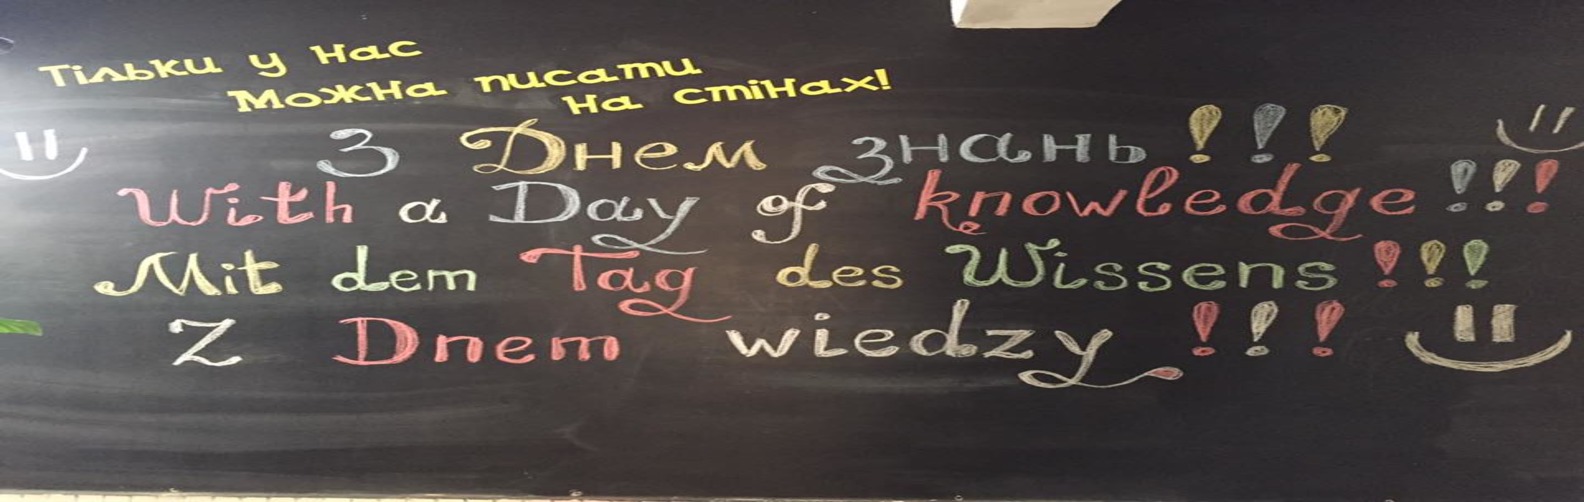 Тільки у нас
можна писати
на стінах!
З Днем знань!!!
With a Day of knowledge!!!
Mit dem Tag des Wissens!!!
Z Dnem wiedzy!!!